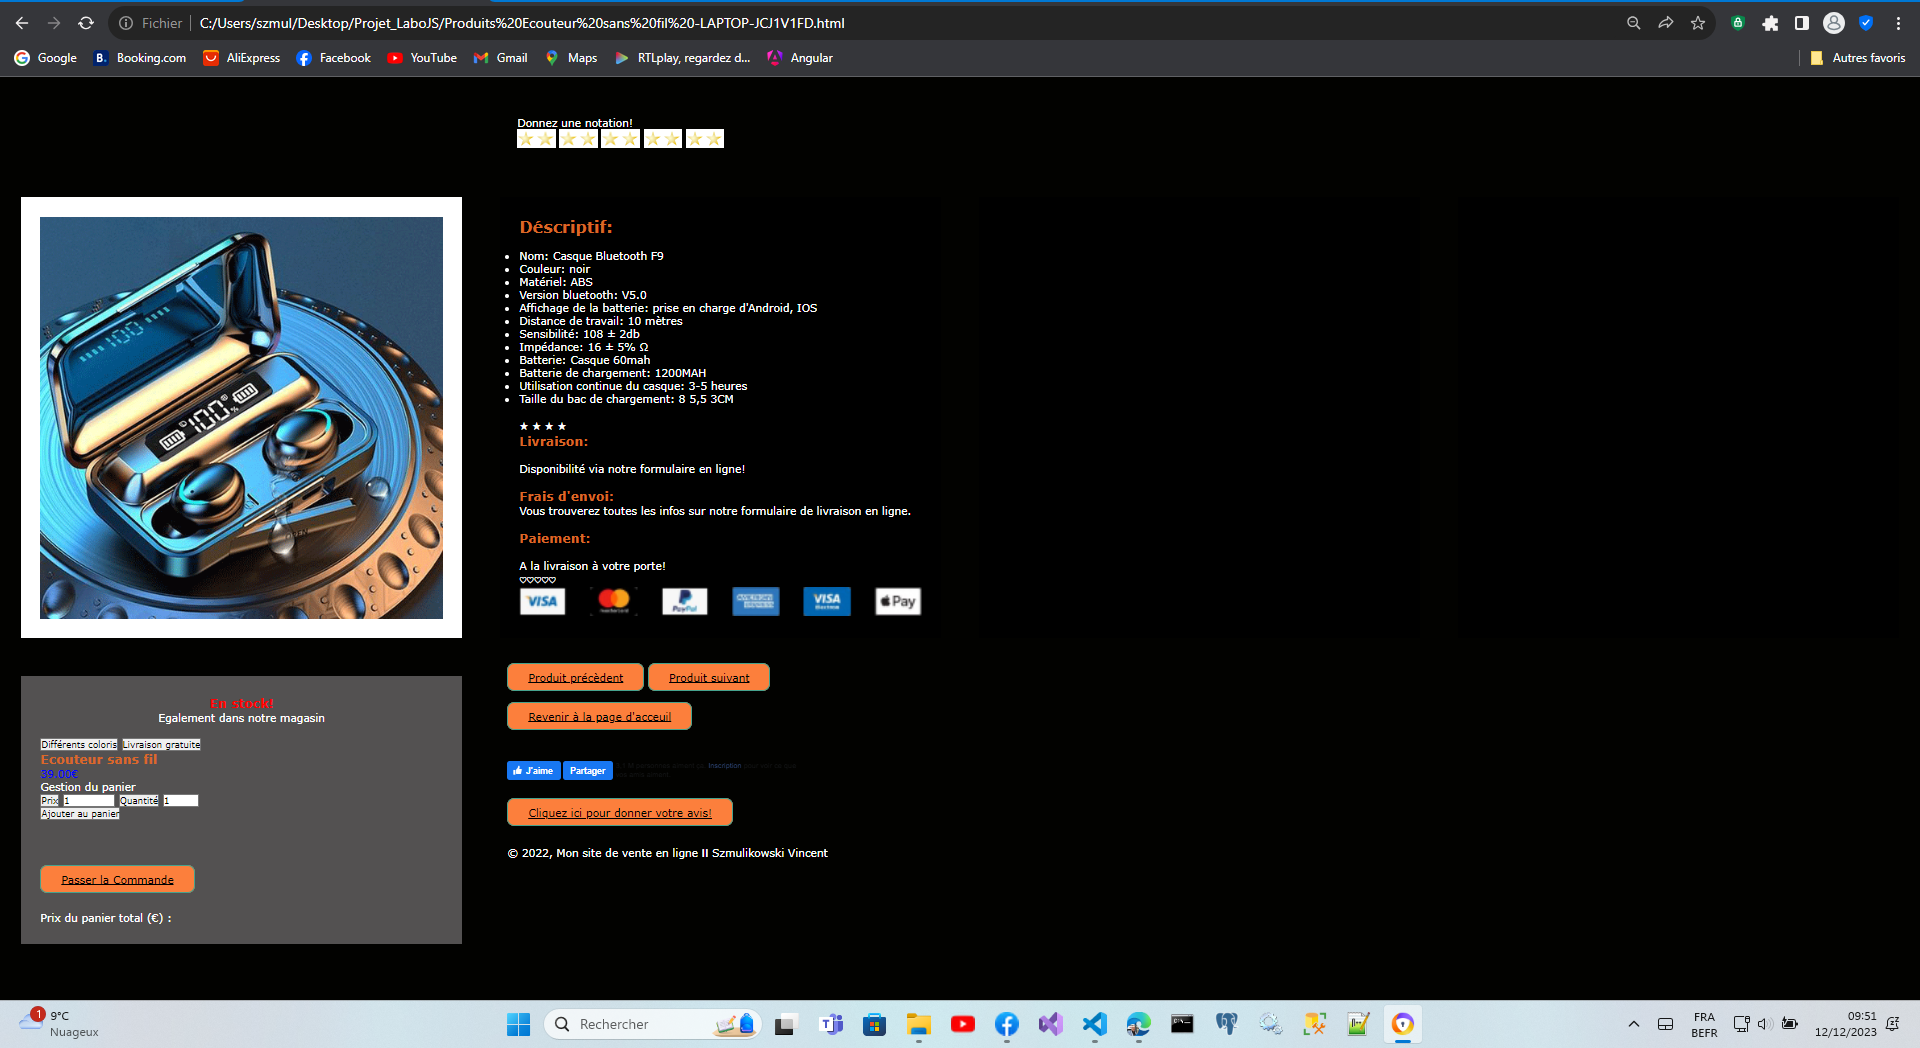 Fichier
C:/Users/szmul/Desktop/Projet_LaboJS/Produits%20Ecouteur%20sans%20fil%20-LAPTOP-JCJ1V1FD.html
Google
Booking.com
AliExpress
Facebook
YouTube
Gmail
Maps
RTLplay, regardez d...
Angular
Autres favoris
Donnez une notation!
100
Déscriptif:
Nom: Casque Bluetooth F9
Couleur: noir
Matériel: ABS
Version bluetooth: V5.0
Affichage de la batterie: prise en charge d'Android, IOS
Distance de travail: 10 mètres
Sensibilité: 108 ± 2db
Impédance: 16 ± 5% Ω
Batterie: Casque 60mah
Batterie de chargement: 1200MAH
Utilisation continue du casque: 3-5 heures
Taille du bac de chargement: 8 5,5 3CM
★ ★ ★ ★
Livraison:
Disponibilité via notre formulaire en ligne!
Frais d'envoi:
Vous trouverez toutes les infos sur notre formulaire de livraison en ligne.
Paiement:
A la livraison à votre porte!
♡♡♡♡♡
VISA
PayPal
VISA
Pay
En stock!
Egalement dans notre magasin
Différents coloris
Livraison gratuite
Ecouteur sans fil
39.00€
Gestion du panier
Prix 1 Quantité 1
Ajouter au panier
Passer la Commande
Prix du panier total (€) :
Produit précèdent
Produit suivant
Revenir à la page d'acceuil
J'aime
Partager
Inscription
Cliquez ici pour donner votre avis!
© 2022, Mon site de vente en ligne II Szmulikowski Vincent
1
9°C
Nuageux
Rechercher
FRA
BEFR
09:51
12/12/2023